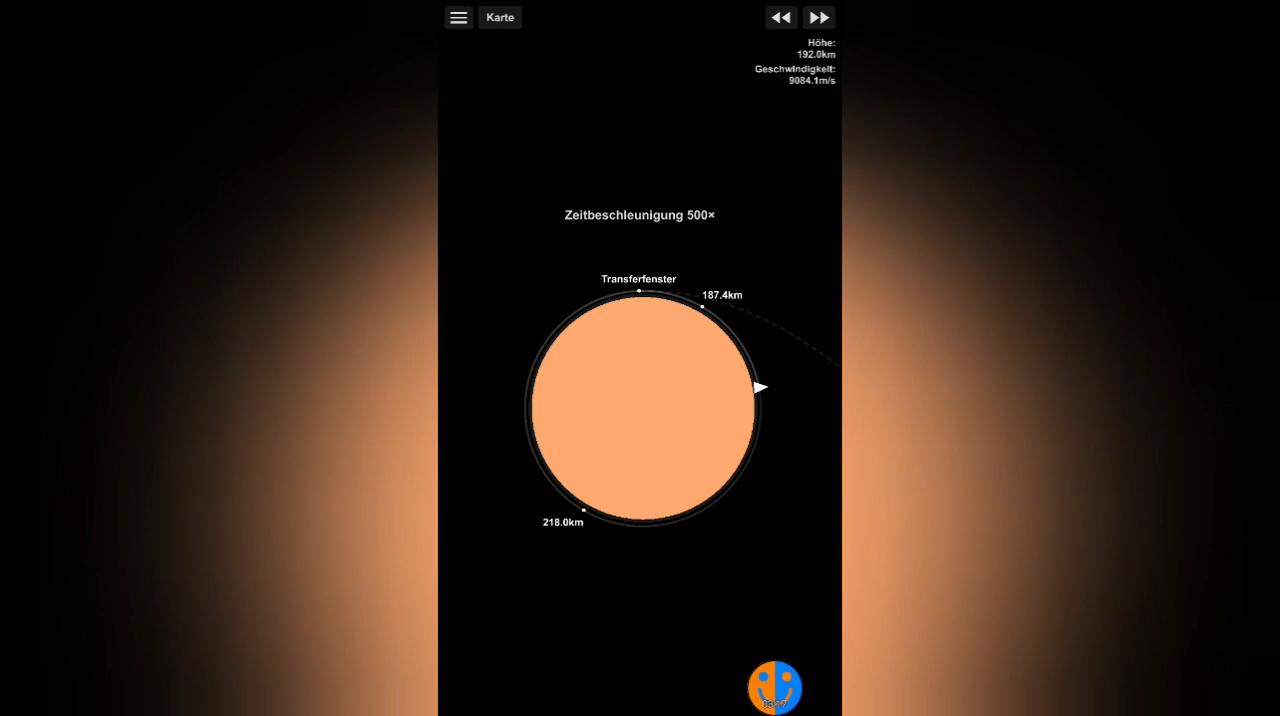 Karte
Höhe:
192.0km
Geschwindigkeit:
9084.1m/s
Zeitbeschleunigung 500×
Transferfenster
187.4km
218.0km